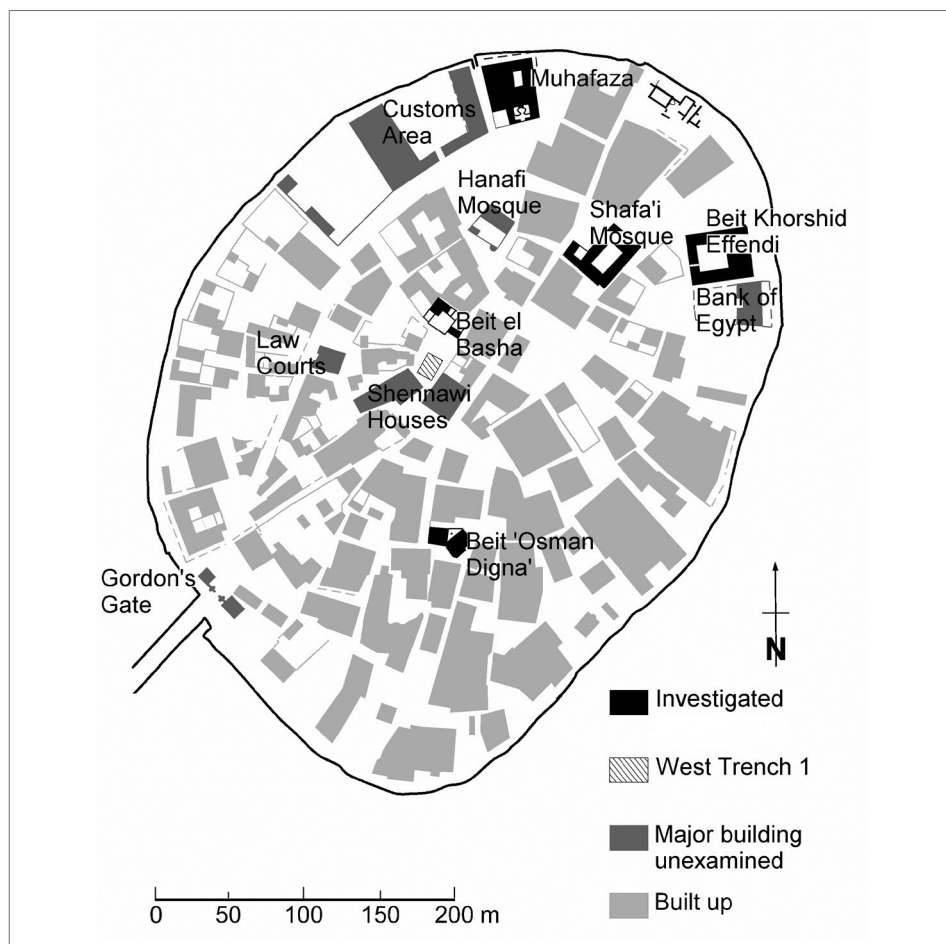 Muhafaza
Customs
Area
Hanafi
Mosque
Shafa'i
Mosque
Beit Khorshid
Effendi
Bank of
Egypt
Beit el
Basha
Law
Courts
Shennawi
Houses
Beit 'Osman
Digna'
Gordon's
Gate
N
Investigated
West Trench 1
Major building
unexamined
Built up
0 50 100 150 200 m